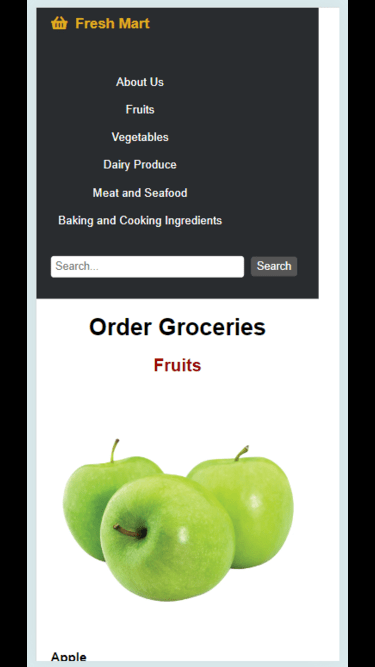 Fresh Mart
About Us
Fruits
Vegetables
Dairy Produce
Meat and Seafood
Baking and Cooking Ingredients
Search...
Search
Order Groceries
Fruits
Apple